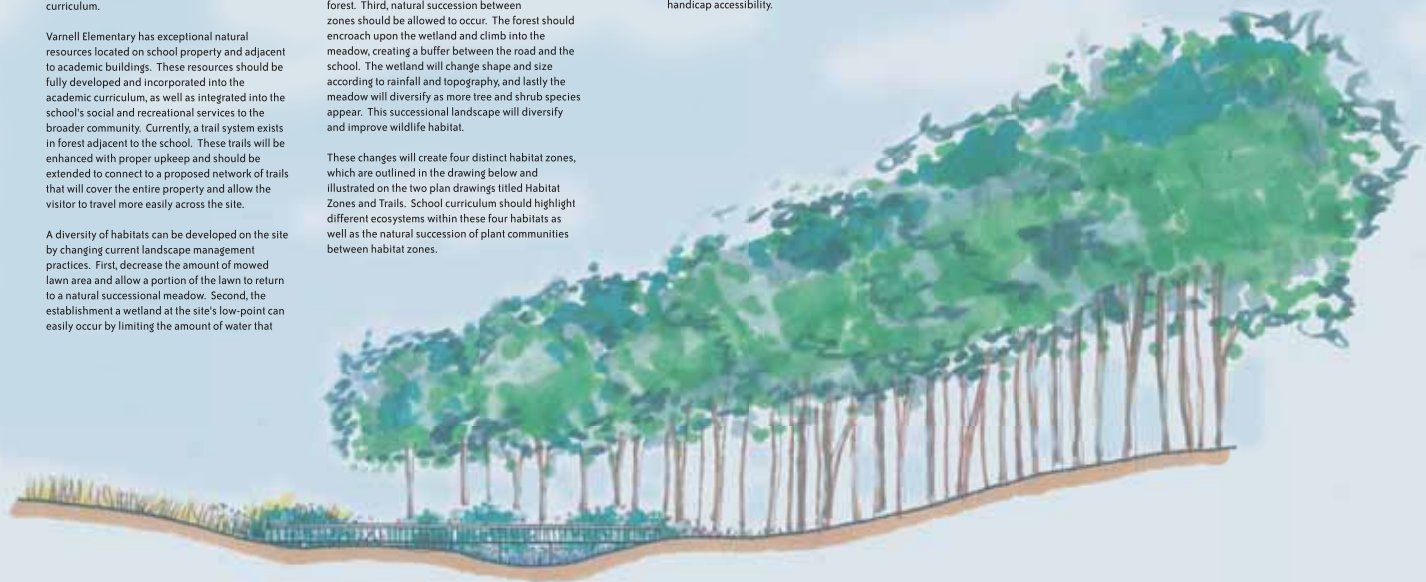 curriculum.
Varnell Elementary has exceptional natural
resources located on school property and adjacent
to academic buildings. These resources should be
fully developed and incorporated into the
academic curriculum, as well as integrated into the
school's social and recreational services to the
broader community. Currently, a trail system exists
in forest adjacent to the school. These trails will be
enhanced with proper upkeep and should be
extended to connect to a proposed network of trails
that will cover the entire property and allow the
visitor to travel more easily across the site.
A diversity of habitats can be developed on the site
by changing current landscape management
practices. First, decrease the amount of mowed
lawn area and allow a portion of the lawn to return
to a natural successional meadow. Second, the
establishment a wetland at the site's low-point can
easily occur by limiting the amount of water that
forest. Third, natural succession between
zones should be allowed to occur. The forest should
encroach upon the wetland and climb into the
meadow, creating a buffer between the road and the
school. The wetland will change shape and size
according to rainfall and topography, and lastly the
meadow will diversify as more tree and shrub species
appear. This successional landscape will diversify
and improve wildlife habitat.
These changes will create four distinct habitat zones,
which are outlined in the drawing below and
illustrated on the two plan drawings titled Habitat
Zones and Trails. School curriculum should highlight
different ecosystems within these four habitats as
well as the natural succession of plant communities
between habitat zones.
handicap accessibility.